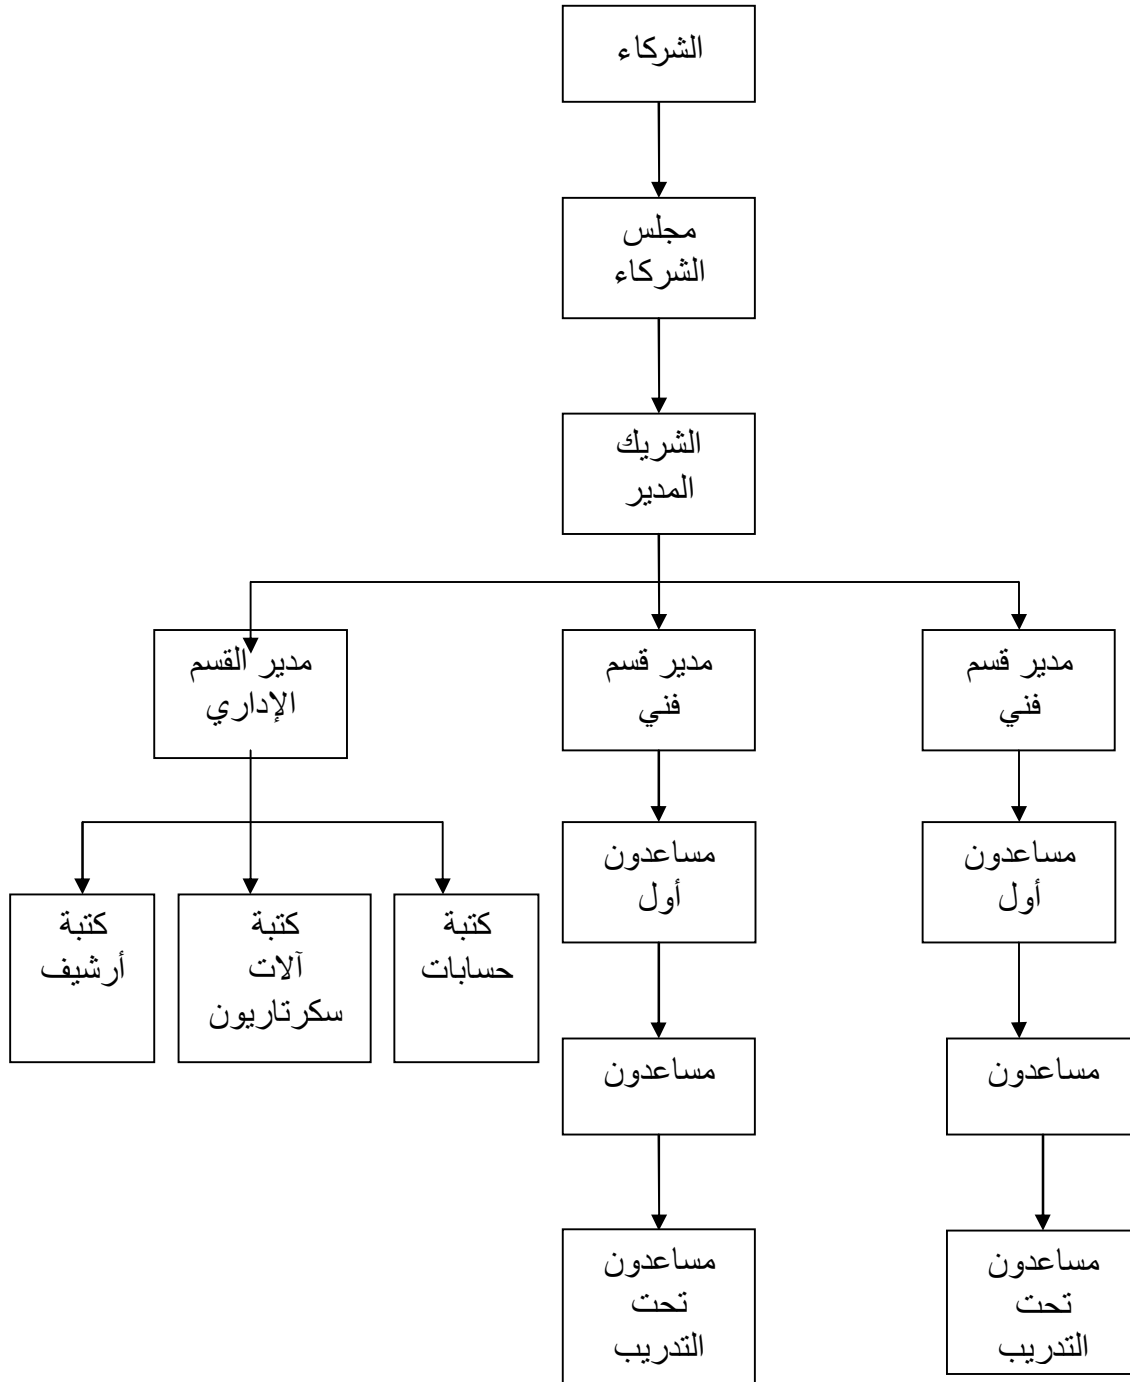 الشركاء
مجلس
الشركاء
الشريك
المدير
مدير قسم
فني
مدير قسم
فني
مدير القسم
الإداري
مساعدون
أول
مساعدون
أول
كتبة
حسابات
كتبة
آلات
سكرتاريون
كتبة
أرشيف
مساعدون
مساعدون
مساعدون
تحت
التدريب
مساعدون
تحت
التدريب